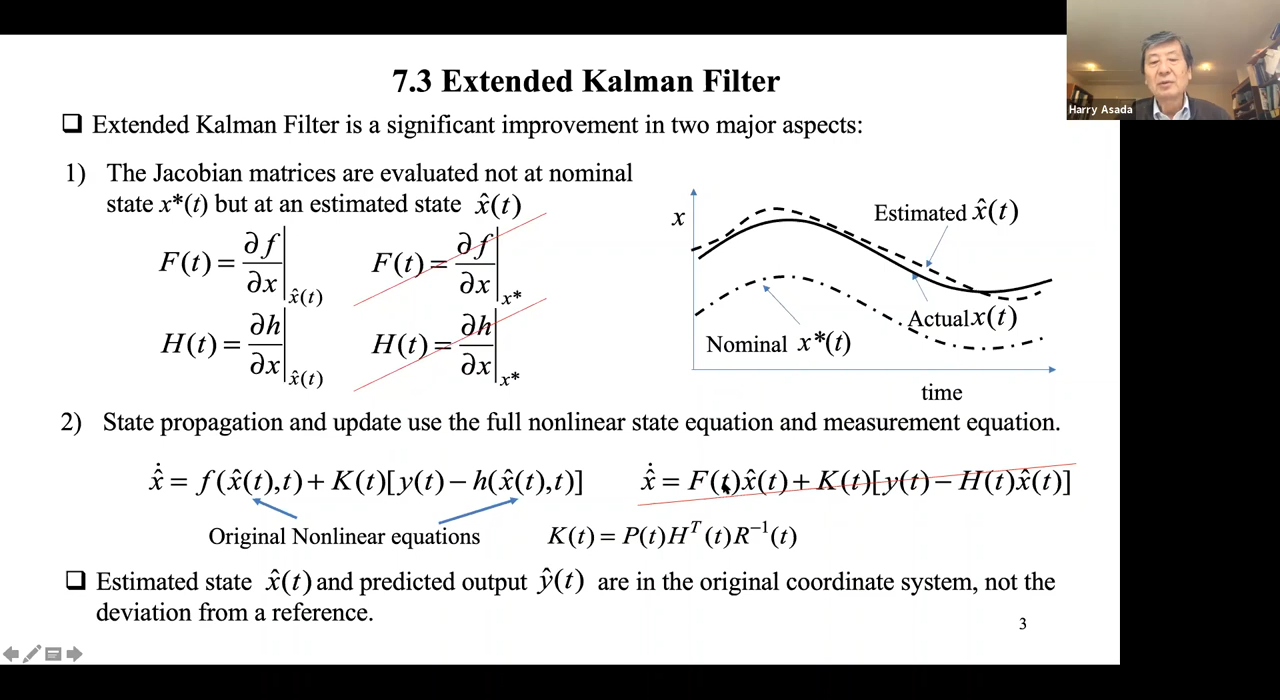 7.3 Extended Kalman Filter
Harry Asada
❑ Extended Kalman Filter is a significant improvement in two major aspects:
1) The Jacobian matrices are evaluated not at nominal
state x*(t) but at an estimated state x̂(t)
F(t) = ∂f/∂x|x̂(t) F(t) = ∂f/∂x|x*
H(t) = ∂h/∂x|x̂(t) H(t) = ∂h/∂x|x*
x
Estimated x̂(t)
Actual x(t)
Nominal x*(t)
time
2) State propagation and update use the full nonlinear state equation and measurement equation.
x̂̇ = f(x̂(t),t) + K(t)[y(t) − h(x̂(t),t)] x̂̇ = F(t)x̂(t) + K(t)[y(t) − H(t)x̂(t)]
Original Nonlinear equations K(t) = P(t)Hᵀ(t)R⁻¹(t)
❑ Estimated state x̂(t) and predicted output ŷ(t) are in the original coordinate system, not the
deviation from a reference.
3